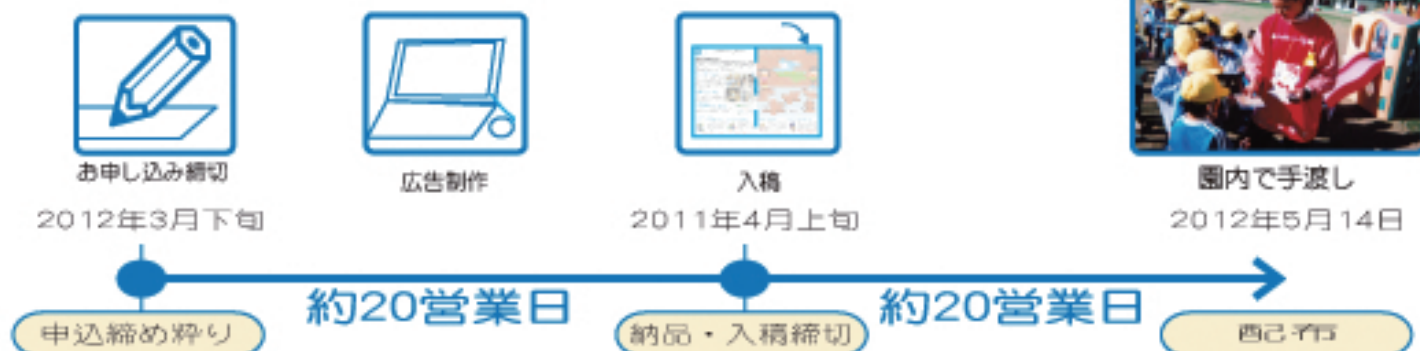 お申し込み締切
広告制作
入稿
園内で手渡し
2012年3月下旬
2011年4月上旬
2012年5月14日
約20営業日
約20営業日
申込締め粋り
納品・入稿締切
配布